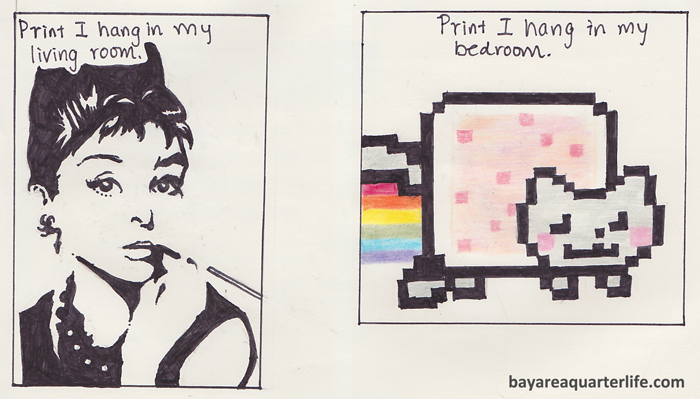 Print I hang in my
living room.
Print I hang in my
bedroom.
bayareaquarterlife.com